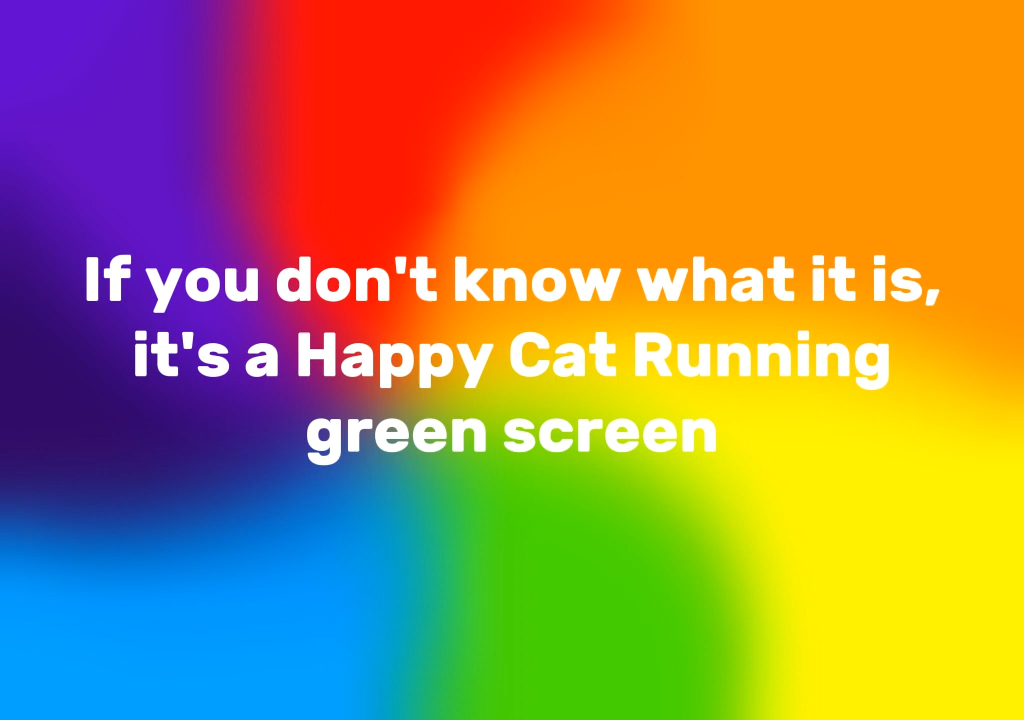 If you don't know what it is,
it's a Happy Cat Running
green screen